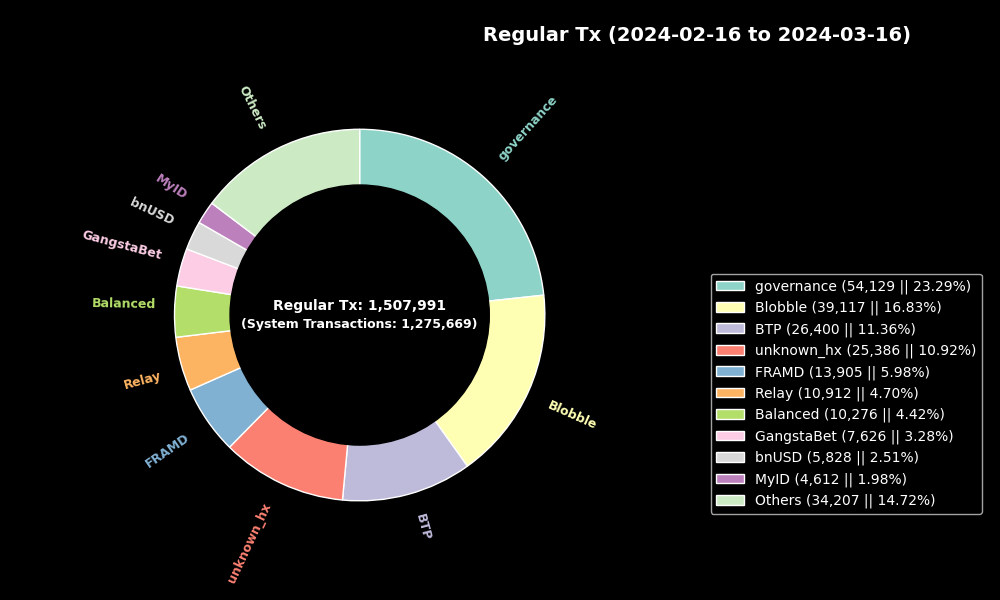 Regular Tx (2024-02-16 to 2024-03-16)
governance
Others
MyID
bnUSD
GangstaBet
Balanced
Relay
FRAMD
unknown_hx
BTP
Blobble
Regular Tx: 1,507,991
(System Transactions: 1,275,669)
governance (54,129 || 23.29%)
Blobble (39,117 || 16.83%)
BTP (26,400 || 11.36%)
unknown_hx (25,386 || 10.92%)
FRAMD (13,905 || 5.98%)
Relay (10,912 || 4.70%)
Balanced (10,276 || 4.42%)
GangstaBet (7,626 || 3.28%)
bnUSD (5,828 || 2.51%)
MyID (4,612 || 1.98%)
Others (34,207 || 14.72%)